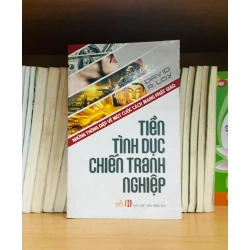 NHỮNG THÔNG ĐIỆP VỀ MỘT CUỘC CÁCH MẠNG PHẬT GIÁO
DAVID
R. LOY
TIỀN
TÌNH DỤC
CHIẾN TRANH
NGHIỆP